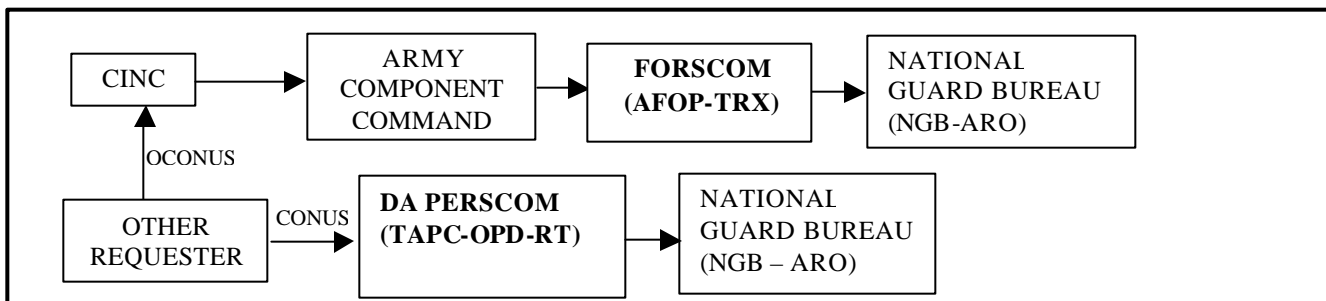 CINC
ARMY
COMPONENT
COMMAND
FORSCOM
(AFOP-TRX)
NATIONAL
GUARD BUREAU
(NGB-ARO)
OCONUS
OTHER
REQUESTER
CONUS
DA PERSCOM
(TAPC-OPD-RT)
NATIONAL
GUARD BUREAU
(NGB – ARO)